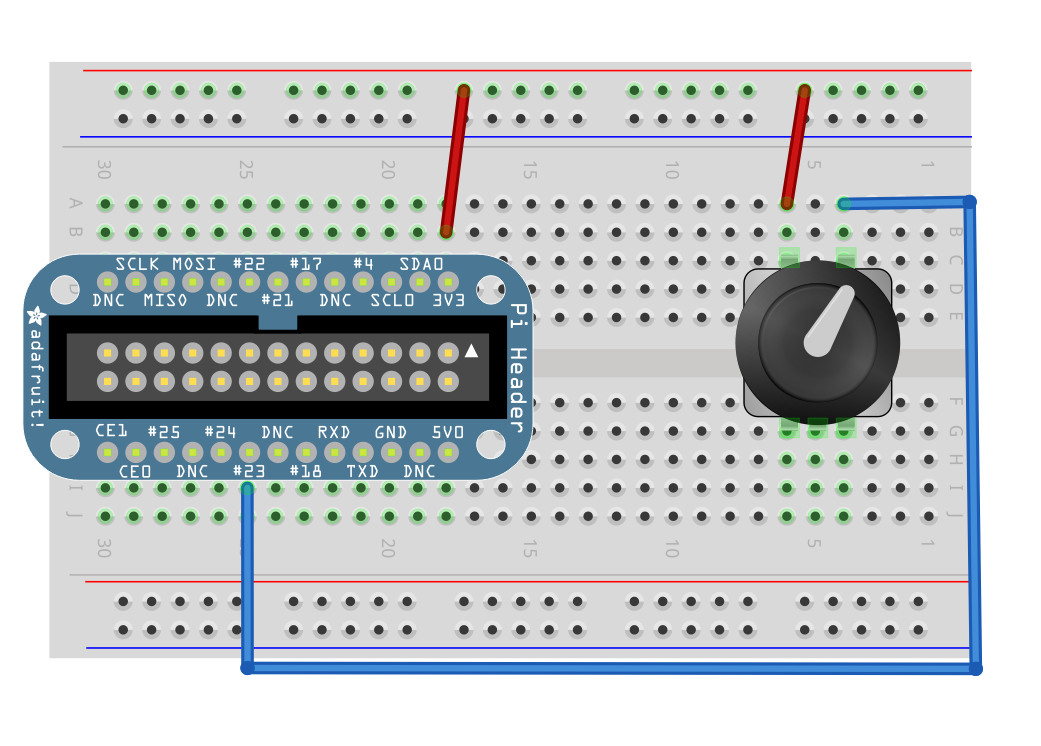 30 25 20 15 10 5 1
A
B B
C
D D
E
SCLK MOSI #22 #17 #4 SDA0
DNC MISO DNC #21 DNC SCL0 3V3
adafruit!
Pi Header
CE1 #25 #24 DNC RXD GND 5V0
CE0 DNC #23 #18 TXD DNC
F
G
H
I I
J J
30 20 15 10 5 1